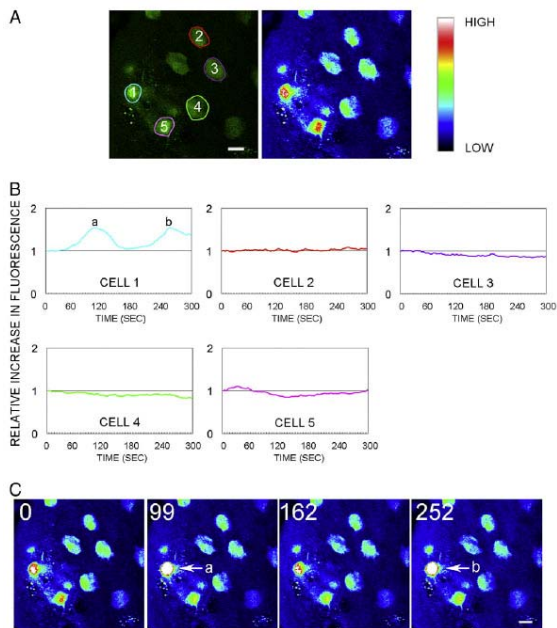 A
1
2
3
4
5
HIGH
LOW
B
RELATIVE INCREASE IN FLUORESCENCE
2
1
0
a
b
CELL 1
0 60 120 180 240 300
TIME (SEC)
2
1
0
CELL 2
0 60 120 180 240 300
TIME (SEC)
2
1
0
CELL 3
0 60 120 180 240 300
TIME (SEC)
2
1
0
CELL 4
0 60 120 180 240 300
TIME (SEC)
2
1
0
CELL 5
0 60 120 180 240 300
TIME (SEC)
C
0
99
a
162
252
b